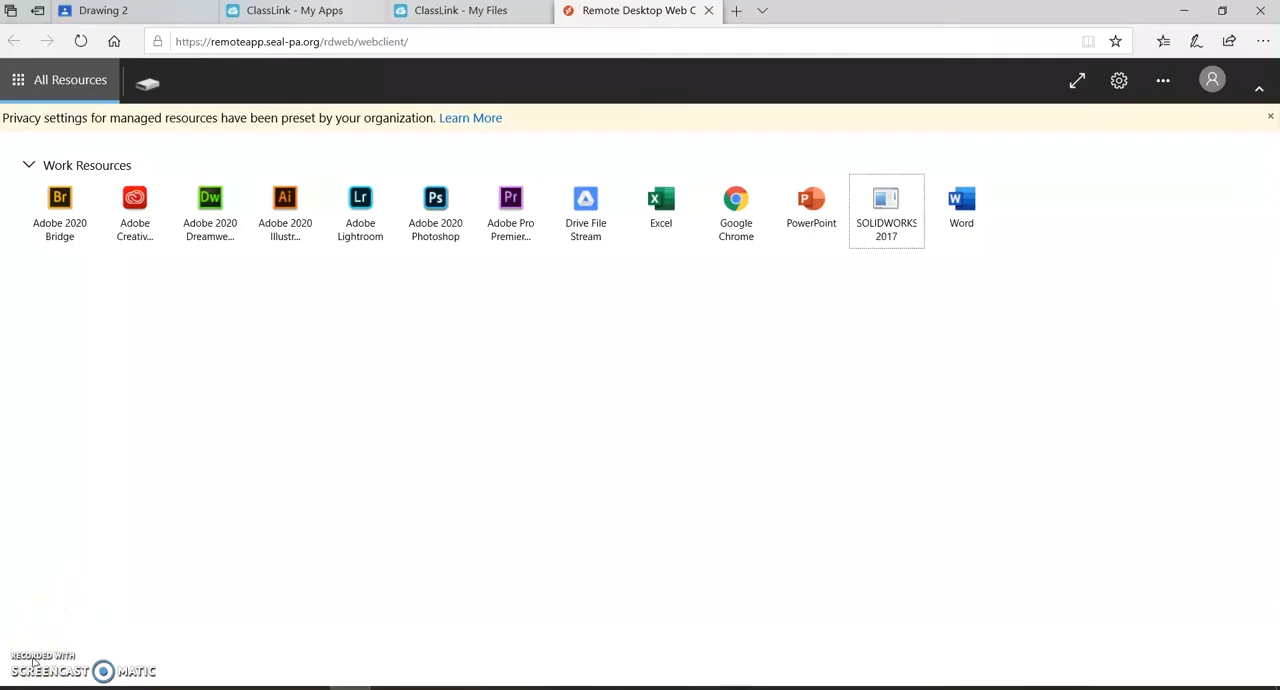 Drawing 2
ClassLink - My Apps
ClassLink - My Files
Remote Desktop Web C
https://remoteapp.seal-pa.org/rdweb/webclient/
All Resources
Privacy settings for managed resources have been preset by your organization. Learn More
Work Resources
Br
Adobe 2020
Bridge
Adobe
Creativ...
Dw
Adobe 2020
Dreamwe...
Ai
Adobe 2020
Illustr...
Lr
Adobe
Lightroom
Ps
Adobe 2020
Photoshop
Pr
Adobe Pro
Premier...
Drive File
Stream
X
Excel
Google
Chrome
P
PowerPoint
SOLIDWORKS
2017
W
Word
RECORDED WITH
SCREENCAST MATIC